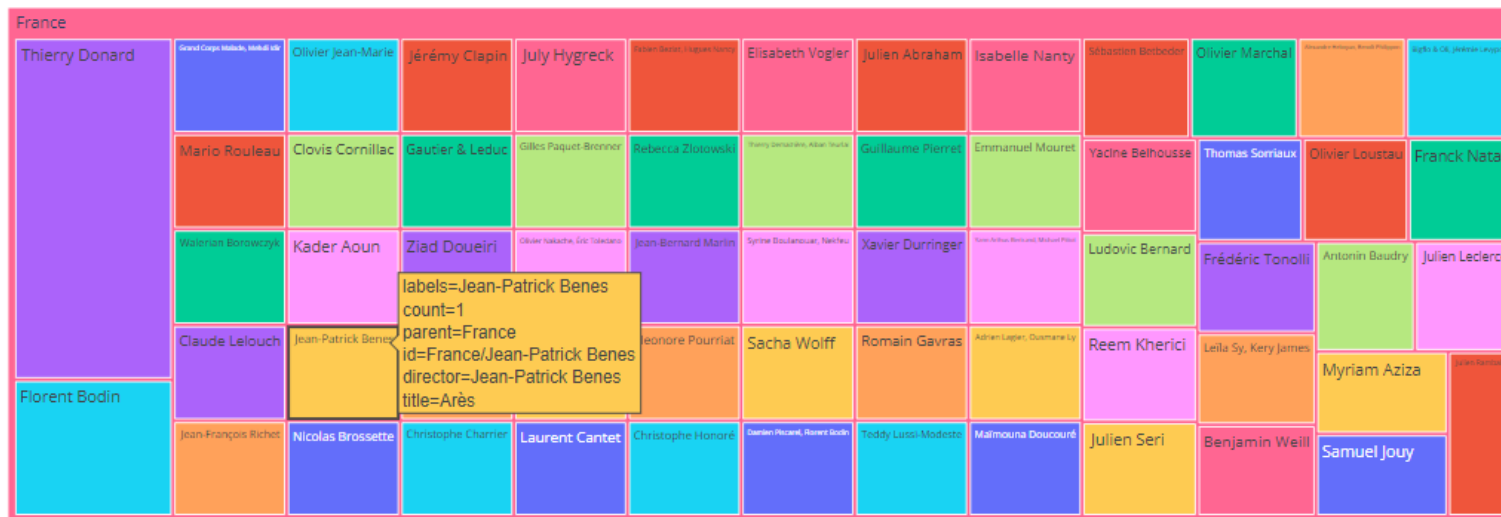 France
Thierry Donard
Grand Corps Malade, Mehdi Idir
Olivier Jean-Marie
Jérémy Clapin
July Hygreck
Elisabeth Vogler
Julien Abraham
Isabelle Nanty
Sébastien Betbeder
Olivier Marchal
Mario Rouleau
Clovis Cornillac
Gautier & Leduc
Gilles Paquet-Brenner
Rebecca Zlotowski
Guillaume Pierret
Emmanuel Mouret
Yacine Belhousse
Thomas Sorriaux
Olivier Loustau
Franck Nata
Walerian Borowczyk
Kader Aoun
Ziad Doueiri
Olivier Nakache, Éric Toledano
Jean-Bernard Marlin
Syrine Boulanouar, Nekfeu
Xavier Durringer
Ludovic Bernard
Frédéric Tonolli
Antonin Baudry
Julien Leclerc
labels=Jean-Patrick Benes
count=1
parent=France
id=France/Jean-Patrick Benes
director=Jean-Patrick Benes
title=Arès
Claude Lelouch
Jean-Patrick Benes
eonore Pourriat
Sacha Wolff
Romain Gavras
Adrien Lagier, Ousmane Ly
Reem Kherici
Leïla Sy, Kery James
Myriam Aziza
Florent Bodin
Jean-François Richet
Nicolas Brossette
Christophe Charrier
Laurent Cantet
Christophe Honoré
Damien Piscarel, Florent Bodin
Teddy Lussi-Modeste
Maïmouna Doucouré
Julien Seri
Benjamin Weill
Samuel Jouy